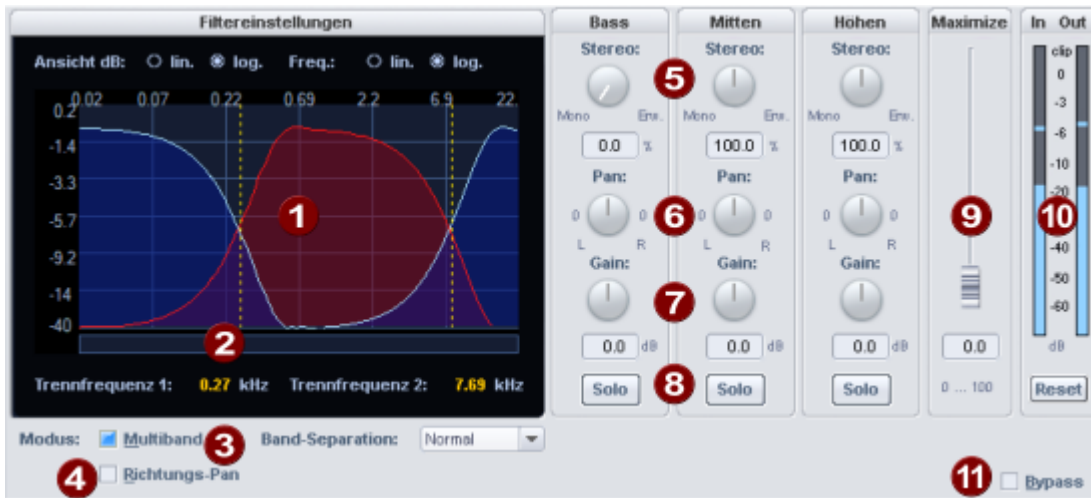 Filtereinstellungen
Bass
Mitten
Höhen
Maximize
In Out
Ansicht dB: lin. log. Freq.: lin. log.
0.02 0.07 0.22 0.69 2.2 6.9 22.
0.2
-1.4
-3.3
-5.7
-9.2
-14
-40
1
2
Trennfrequenz 1: 0.27 kHz Trennfrequenz 2: 7.69 kHz
Stereo: Stereo: Stereo:
5
Mono Erw. Mono Erw. Mono Erw.
0.0 % 100.0 % 100.0 %
Pan: Pan: Pan:
0 0 6 0 0 0
L R L R L R
Gain: Gain: Gain:
7
0.0 dB 0.0 dB 0.0 dB
8
Solo Solo Solo
9
0.0
0 ... 100
clip
0
-3
-6
-10
-20
10
-40
-50
-60
dB
Reset
Modus: Multiband 3 Band-Separation: Normal
4 Richtungs-Pan
11 Bypass